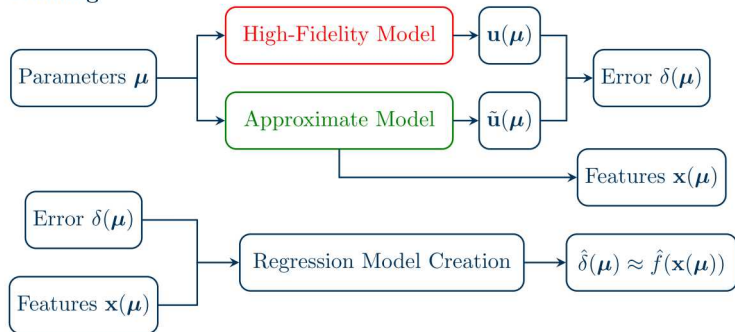 High-Fidelity Model
u(μ)
Parameters μ
Error δ(μ)
Approximate Model
ũ(μ)
Features x(μ)
Error δ(μ)
Regression Model Creation
δ̂(μ) ≈ f̂(x(μ))
Features x(μ)